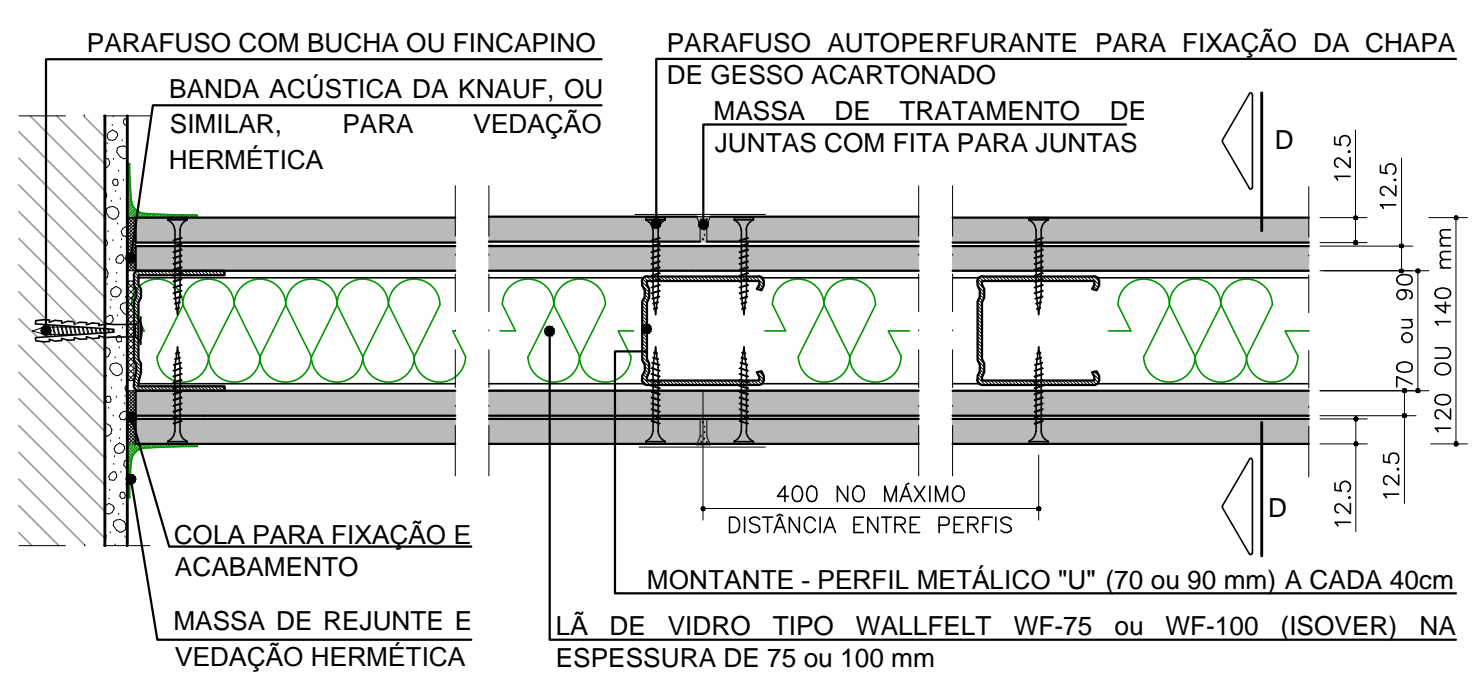 PARAFUSO COM BUCHA OU FINCAPINO
BANDA ACÚSTICA DA KNAUF, OU
SIMILAR, PARA VEDAÇÃO
HERMÉTICA
PARAFUSO AUTOPERFURANTE PARA FIXAÇÃO DA CHAPA
DE GESSO ACARTONADO
MASSA DE TRATAMENTO DE
JUNTAS COM FITA PARA JUNTAS
D
12.5
12.5
70 ou 90
120 OU 140 mm
12.5
12.5
D
400 NO MÁXIMO
DISTÂNCIA ENTRE PERFIS
COLA PARA FIXAÇÃO E
ACABAMENTO
MASSA DE REJUNTE E
VEDAÇÃO HERMÉTICA
MONTANTE - PERFIL METÁLICO "U" (70 ou 90 mm) A CADA 40cm
LÃ DE VIDRO TIPO WALLFELT WF-75 ou WF-100 (ISOVER) NA
ESPESSURA DE 75 ou 100 mm